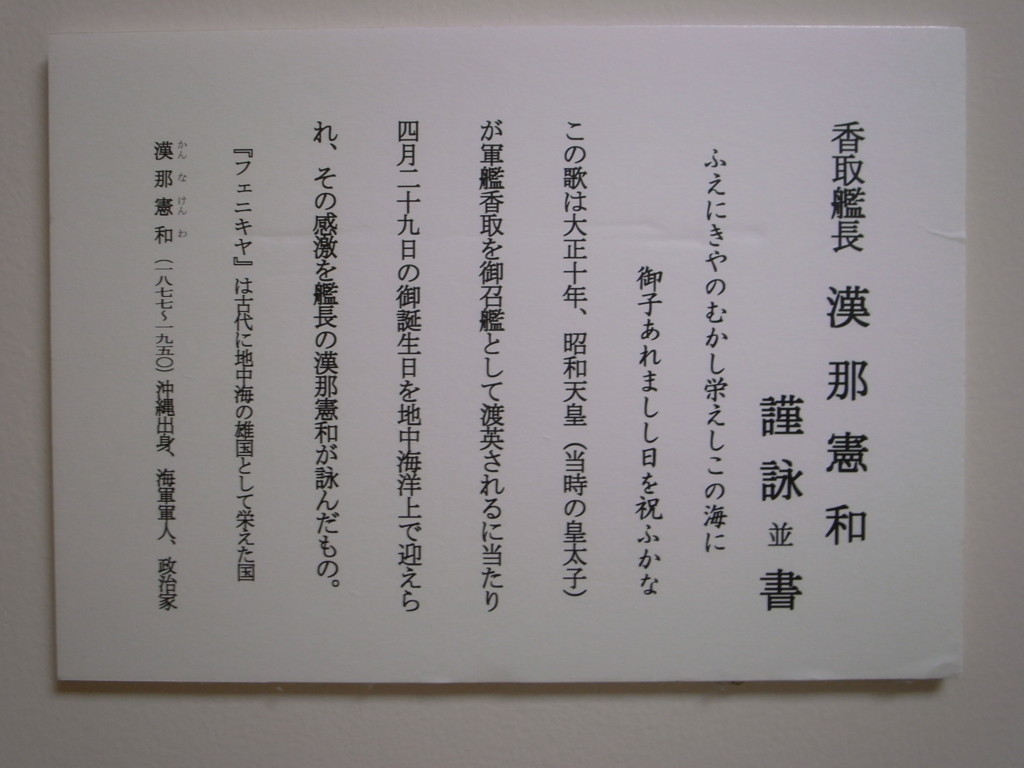 香取艦長 漢那憲和
謹詠並書
ふえにきやのむかし栄えしこの海に
御子あれましし日を祝ふかな
この歌は大正十年、昭和天皇（当時の皇太子）
が軍艦香取を御召艦として渡英されるに当たり
四月二十九日の御誕生日を地中海洋上で迎えら
れ、その感激を艦長の漢那憲和が詠んだもの。
『フェニキヤ』は古代に地中海の雄国として栄えた国
かんなけんわ
漢那憲和（一八七七～一九五〇）沖縄出身、海軍軍人、政治家